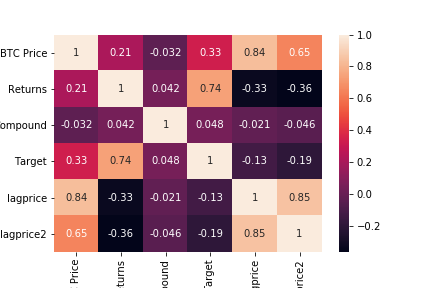 BTC Price 1 0.21 -0.032 0.33 0.84 0.65 1.0
0.8
Returns 0.21 1 0.042 0.74 -0.33 -0.36
0.6
ompound -0.032 0.042 1 0.048 -0.021 -0.046
0.4
Target 0.33 0.74 0.048 1 -0.13 -0.19
0.2
lagprice 0.84 -0.33 -0.021 -0.13 1 0.85
0.0
lagprice2 0.65 -0.36 -0.046 -0.19 0.85 1
−0.2
Price
turns
ound
Target
gprice
rice2